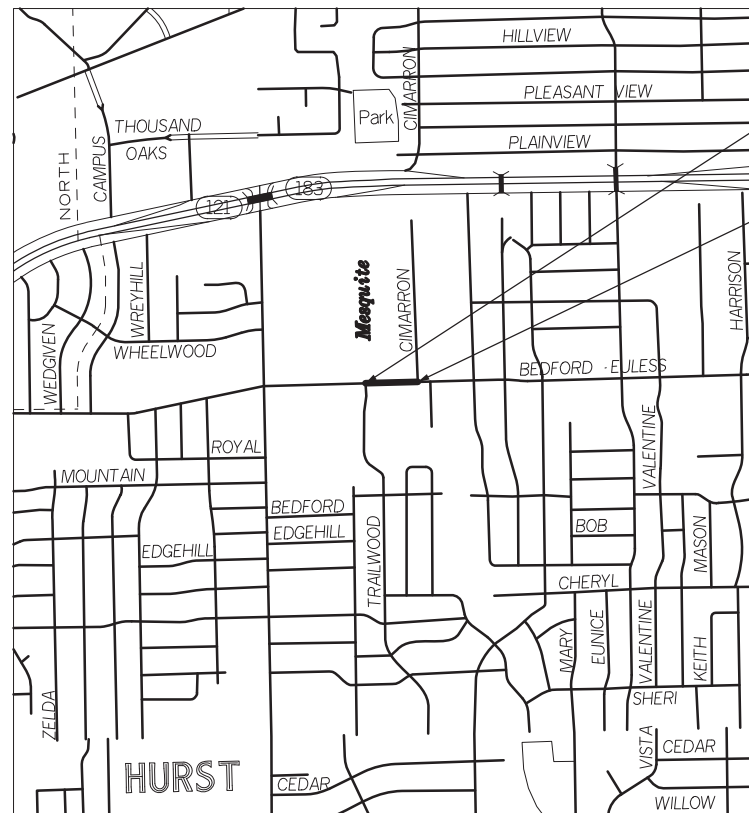 HILLVIEW
CIMARRON
PLEASANT VIEW
Park
THOUSAND
OAKS
PLAINVIEW
CAMPUS
NORTH
183
121
Mesquite
CIMARRON
HARRISON
WREYHILL
WHEELWOOD
WEDGIVEN
BEDFORD - EULESS
VALENTINE
ROYAL
MOUNTAIN
BEDFORD
EDGEHILL
BOB
EDGEHILL
MASON
TRAILWOOD
CHERYL
MARY
EUNICE
VALENTINE
KEITH
SHERI
ZELDA
VISTA
CEDAR
HURST
CEDAR
WILLOW